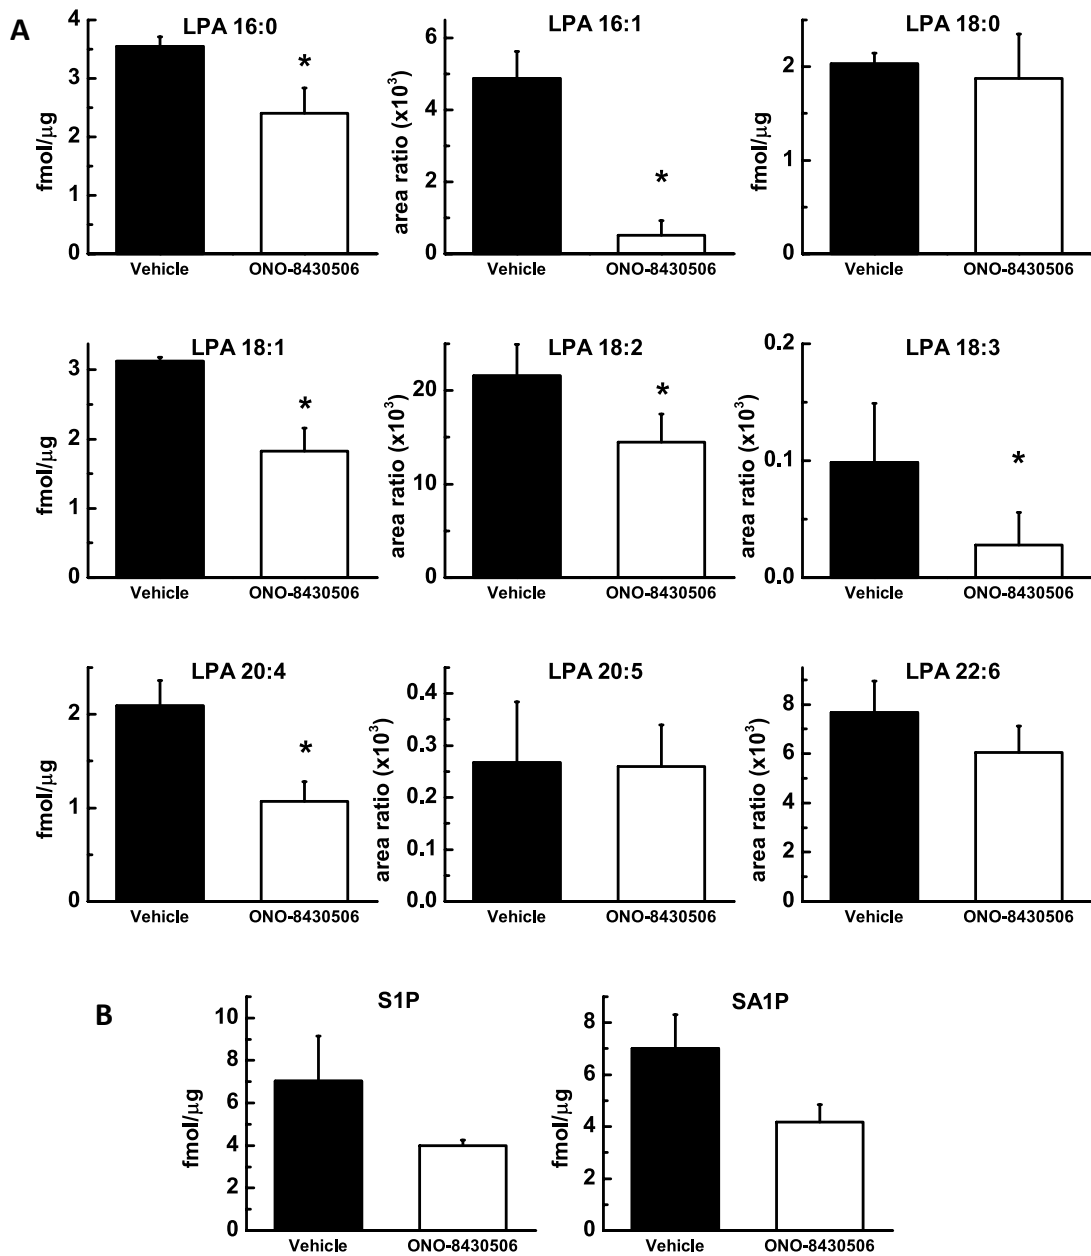 A
LPA 16:0
fmol/µg
4
3
2
1
0
*
Vehicle
ONO-8430506
LPA 16:1
area ratio (x10³)
6
4
2
0
*
Vehicle
ONO-8430506
LPA 18:0
fmol/µg
2
1
0
Vehicle
ONO-8430506
LPA 18:1
fmol/µg
3
2
1
0
*
Vehicle
ONO-8430506
LPA 18:2
area ratio (x10³)
20
10
0
*
Vehicle
ONO-8430506
LPA 18:3
area ratio (x10³)
0.2
0.1
0.0
*
Vehicle
ONO-8430506
LPA 20:4
fmol/µg
2
1
0
*
Vehicle
ONO-8430506
LPA 20:5
area ratio (x10³)
0.4
0.3
0.2
0.1
0.0
Vehicle
ONO-8430506
LPA 22:6
area ratio (x10³)
8
6
4
2
0
Vehicle
ONO-8430506
B
S1P
fmol/µg
10
8
6
4
2
0
Vehicle
ONO-8430506
SA1P
fmol/µg
8
6
4
2
0
Vehicle
ONO-8430506